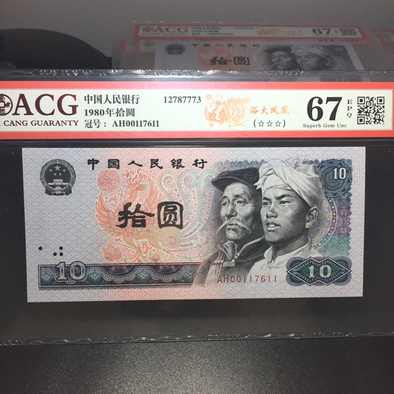 ACG
CANG GUARANTY
中国人民银行
1980年拾圆
冠号： AH00117611
12787773
浴火凤凰
(☆☆☆)
67 EPQ
Superb Gem Unc
中国人民银行
10
拾圆
AH00117611
10
10